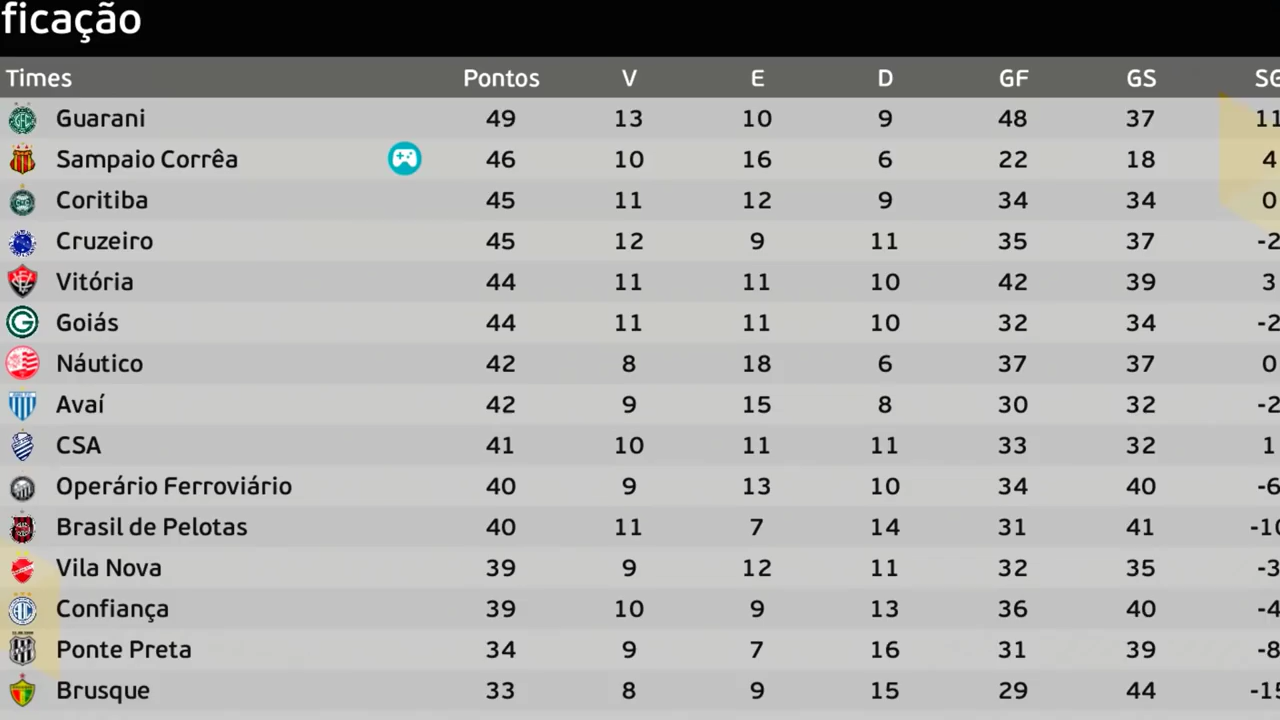 ficação
Times Pontos V E D GF GS SG
Guarani 49 13 10 9 48 37 11
Sampaio Corrêa 46 10 16 6 22 18 4
Coritiba 45 11 12 9 34 34 0
Cruzeiro 45 12 9 11 35 37 -2
Vitória 44 11 11 10 42 39 3
Goiás 44 11 11 10 32 34 -2
Náutico 42 8 18 6 37 37 0
Avaí 42 9 15 8 30 32 -2
CSA 41 10 11 11 33 32 1
Operário Ferroviário 40 9 13 10 34 40 -6
Brasil de Pelotas 40 11 7 14 31 41 -10
Vila Nova 39 9 12 11 32 35 -3
Confiança 39 10 9 13 36 40 -4
Ponte Preta 34 9 7 16 31 39 -8
Brusque 33 8 9 15 29 44 -15